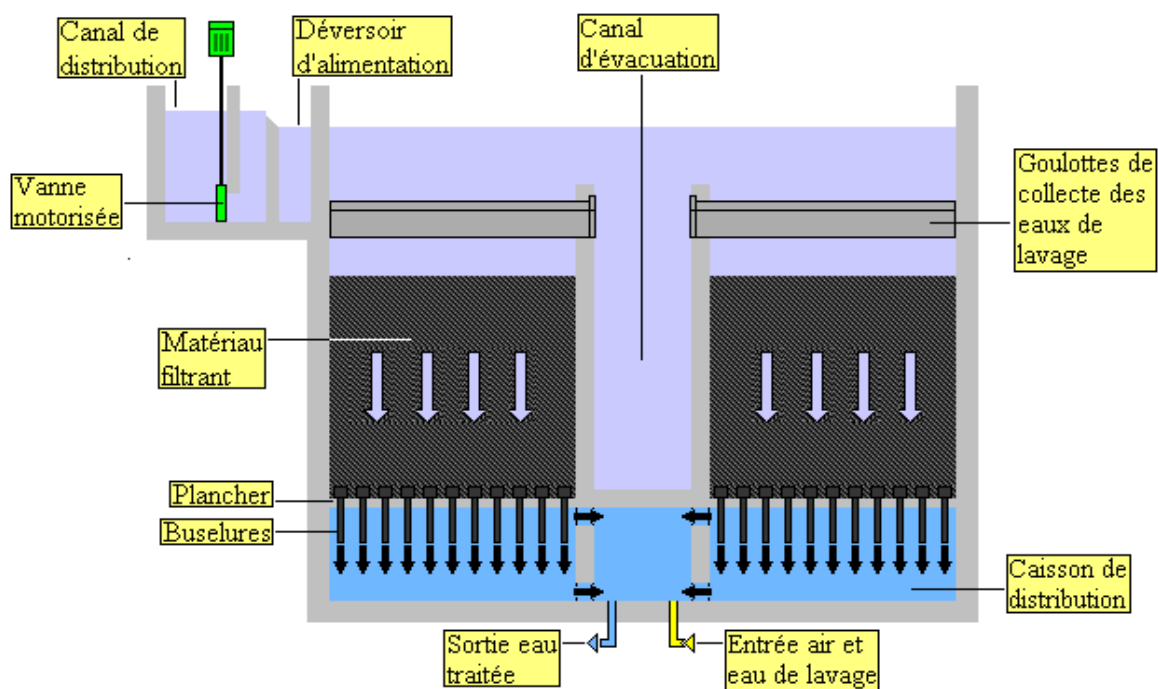 Canal de
distribution
Déversoir
d'alimentation
Canal
d'évacuation
Vanne
motorisée
Goulottes de
collecte des
eaux de
lavage
Matériau
filtrant
Plancher
Buselures
Caisson de
distribution
Sortie eau
traitée
Entrée air et
eau de lavage